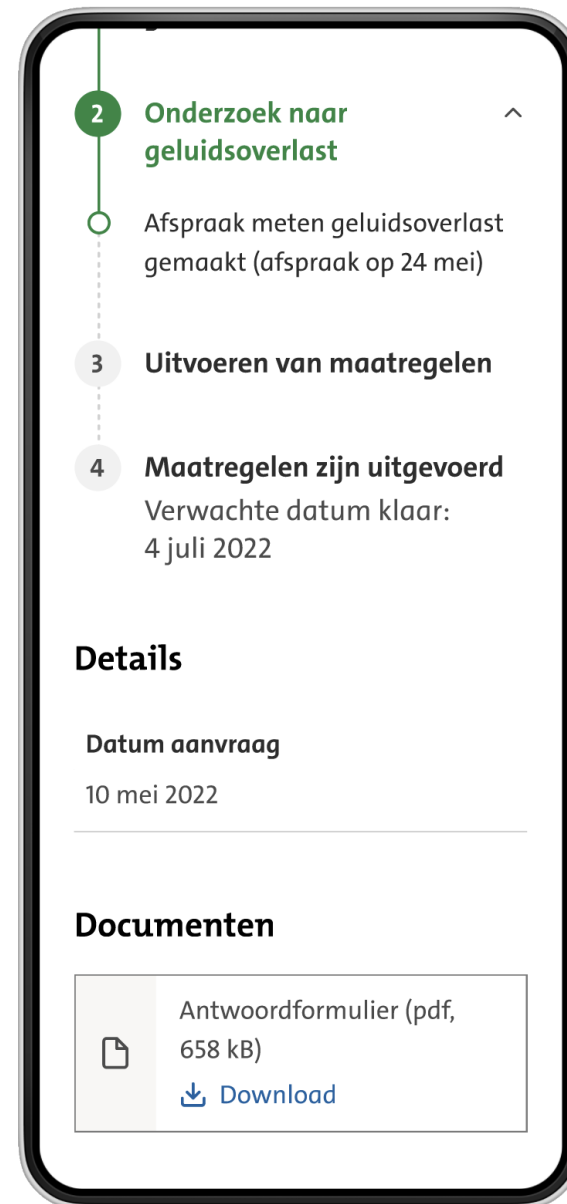 2 Onderzoek naar
geluidsoverlast
Afspraak meten geluidsoverlast
gemaakt (afspraak op 24 mei)
3 Uitvoeren van maatregelen
4 Maatregelen zijn uitgevoerd
Verwachte datum klaar:
4 juli 2022
Details
Datum aanvraag
10 mei 2022
Documenten
Antwoordformulier (pdf,
658 kB)
Download